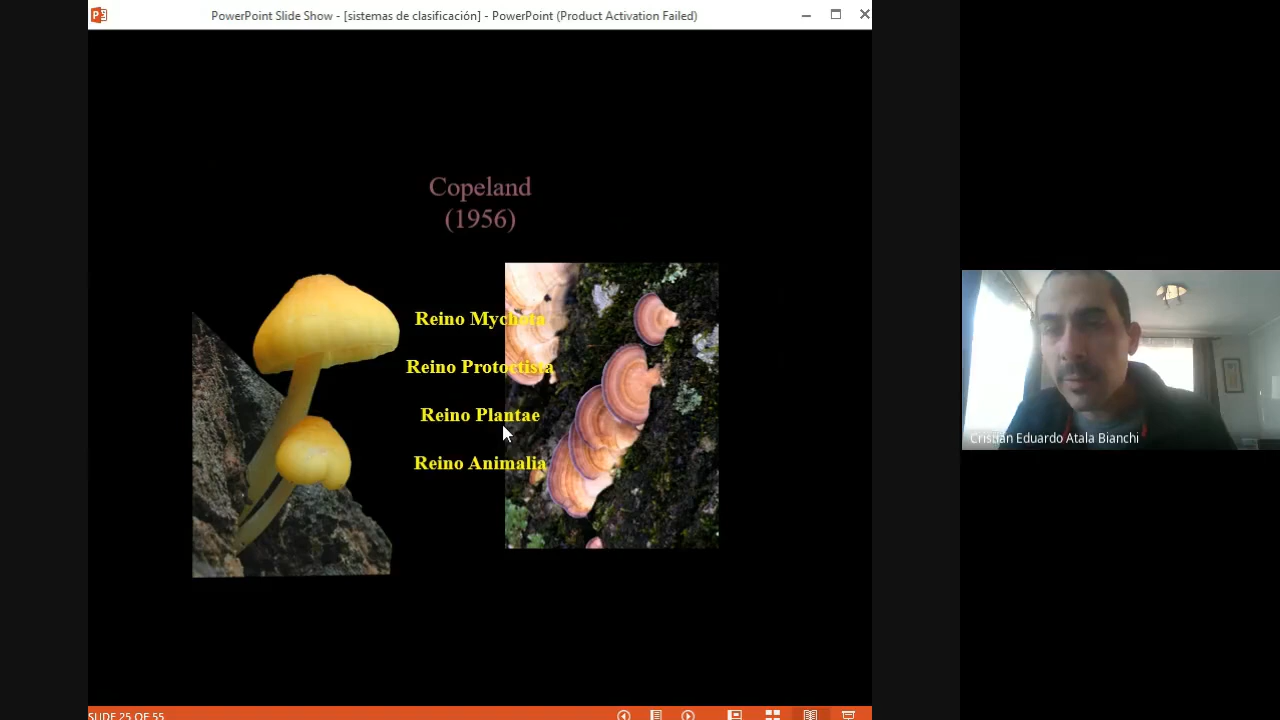 PowerPoint Slide Show - [sistemas de clasificación] - PowerPoint (Product Activation Failed)
Copeland
(1956)
Reino Mychota
Reino Protoctista
Reino Plantae
Reino Animalia
Cristian Eduardo Atala Bianchi
SLIDE 25 OF 55